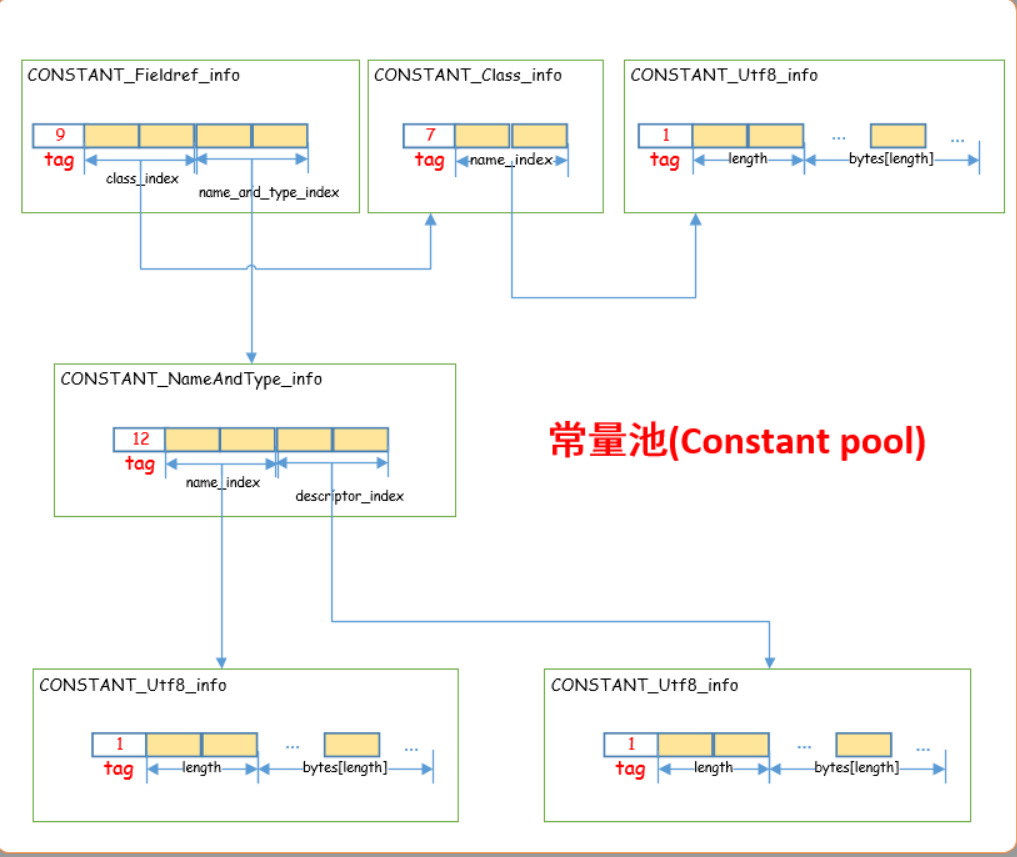 CONSTANT_Fieldref_info
9
tag
class_index
name_and_type_index
CONSTANT_Class_info
7
tag
name_index
CONSTANT_Utf8_info
1
...
...
tag
length
bytes[length]
CONSTANT_NameAndType_info
12
tag
name_index
descriptor_index
常量池(Constant pool)
CONSTANT_Utf8_info
1
...
...
tag
length
bytes[length]
CONSTANT_Utf8_info
1
...
...
tag
length
bytes[length]